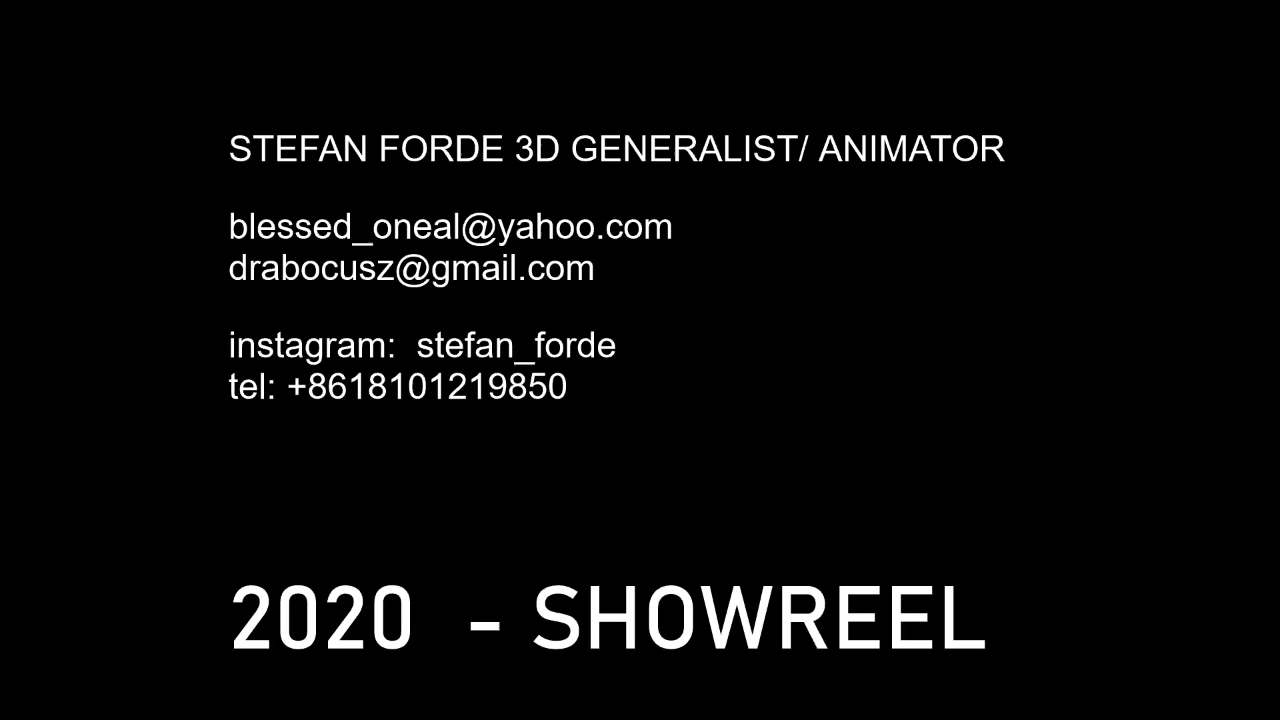 STEFAN FORDE 3D GENERALIST/ ANIMATOR
blessed_oneal@yahoo.com
drabocusz@gmail.com
instagram:  stefan_forde
tel: +8618101219850
2020  - SHOWREEL